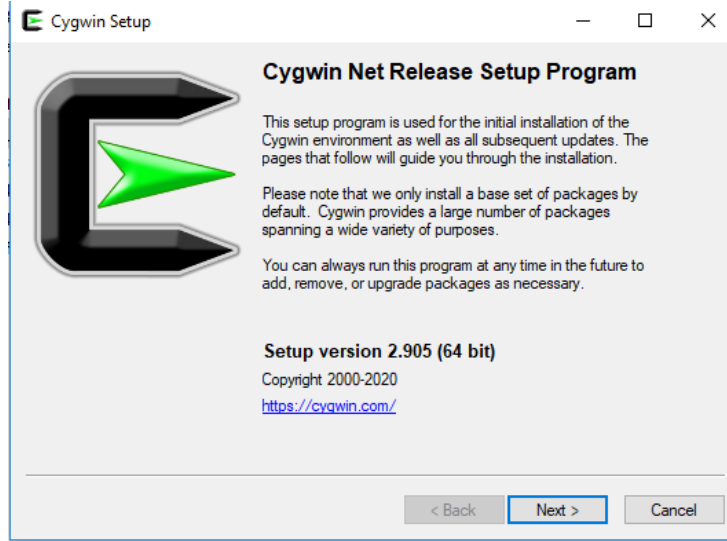 Cygwin Setup
Cygwin Net Release Setup Program
This setup program is used for the initial installation of the
Cygwin environment as well as all subsequent updates. The
pages that follow will guide you through the installation.
Please note that we only install a base set of packages by
default. Cygwin provides a large number of packages
spanning a wide variety of purposes.
You can always run this program at any time in the future to
add, remove, or upgrade packages as necessary.
Setup version 2.905 (64 bit)
Copyright 2000-2020
https://cygwin.com/
< Back Next > Cancel